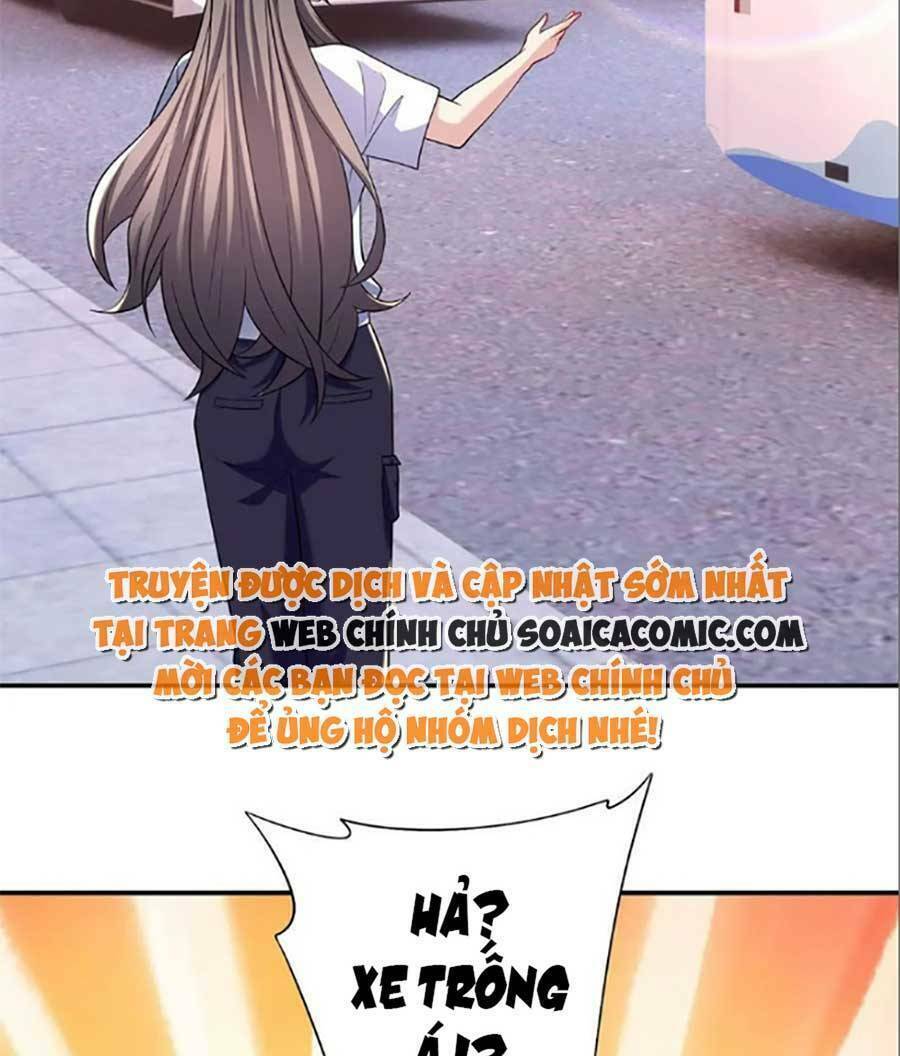 TRUYỆN ĐƯỢC DỊCH VÀ CẬP NHẬT SỚM NHẤT
TẠI TRANG WEB CHÍNH CHỦ SOAICACOMIC.COM
MỜI CÁC BẠN ĐỌC TẠI WEB CHÍNH CHỦ
ĐỂ ỦNG HỘ NHÓM DỊCH NHÉ!
HẢ?
XE TRỐNG
Á!?